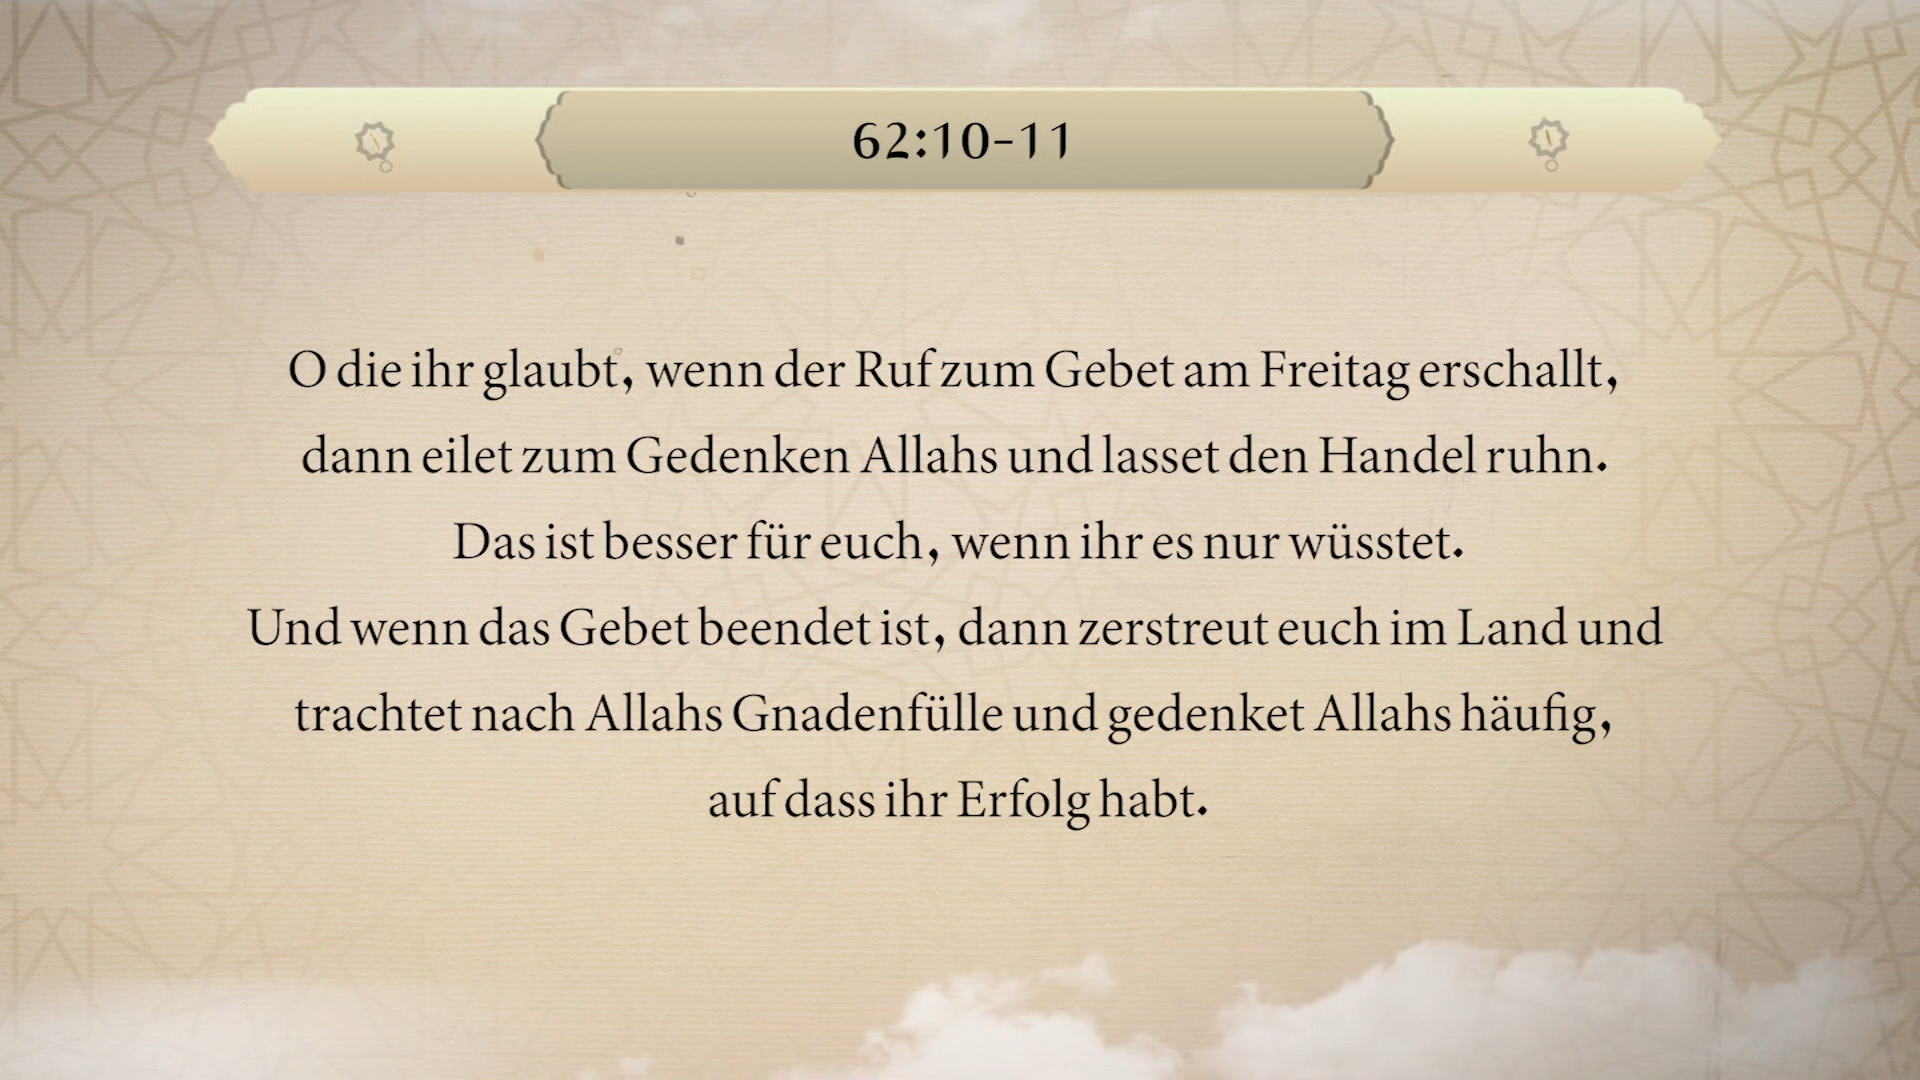 62:10-11
O die ihr glaubt, wenn der Ruf zum Gebet am Freitag erschallt,
dann eilet zum Gedenken Allahs und lasset den Handel ruhn.
Das ist besser für euch, wenn ihr es nur wüsstet.
Und wenn das Gebet beendet ist, dann zerstreut euch im Land und
trachtet nach Allahs Gnadenfülle und gedenket Allahs häufig,
auf dass ihr Erfolg habt.